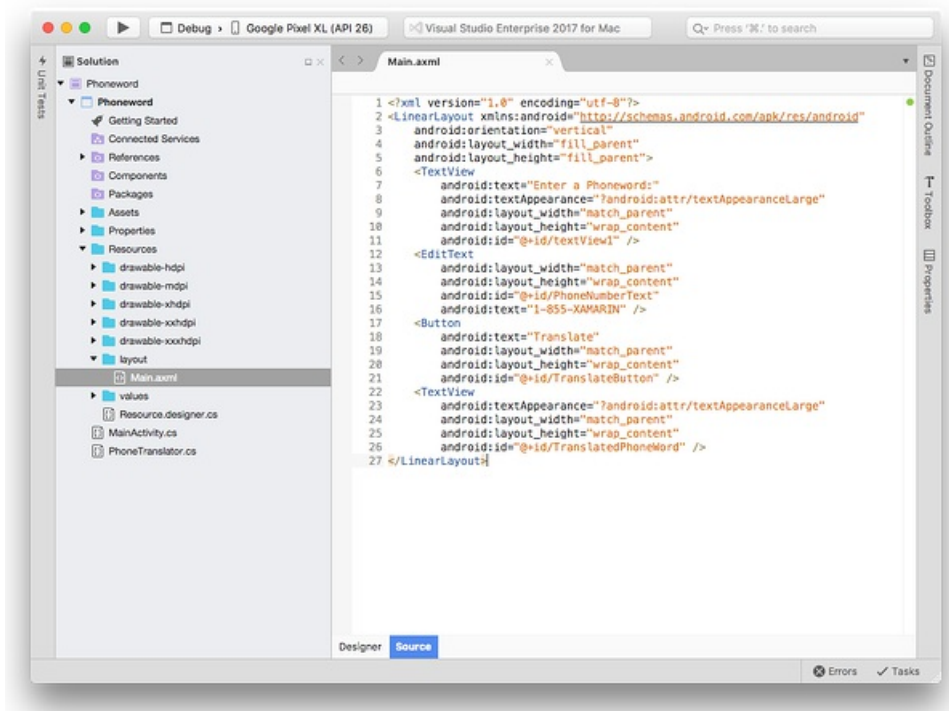 Debug › Google Pixel XL (API 26)
Visual Studio Enterprise 2017 for Mac
Press '⌘.' to search
Unit Tests
Solution
Phoneword
Phoneword
Getting Started
Connected Services
References
Components
Packages
Assets
Properties
Resources
drawable-hdpi
drawable-mdpi
drawable-xhdpi
drawable-xxhdpi
drawable-xxxhdpi
layout
Main.axml
values
Resource.designer.cs
MainActivity.cs
PhoneTranslator.cs
Main.axml
1 <?xml version="1.0" encoding="utf-8"?>
2 <LinearLayout xmlns:android="http://schemas.android.com/apk/res/android"
3 android:orientation="vertical"
4 android:layout_width="fill_parent"
5 android:layout_height="fill_parent">
6 <TextView
7 android:text="Enter a Phoneword:"
8 android:textAppearance="?android:attr/textAppearanceLarge"
9 android:layout_width="match_parent"
10 android:layout_height="wrap_content"
11 android:id="@+id/textView1" />
12 <EditText
13 android:layout_width="match_parent"
14 android:layout_height="wrap_content"
15 android:id="@+id/PhoneNumberText"
16 android:text="1-855-XAMARIN" />
17 <Button
18 android:text="Translate"
19 android:layout_width="match_parent"
20 android:layout_height="wrap_content"
21 android:id="@+id/TranslateButton" />
22 <TextView
23 android:textAppearance="?android:attr/textAppearanceLarge"
24 android:layout_width="match_parent"
25 android:layout_height="wrap_content"
26 android:id="@+id/TranslatedPhoneWord" />
27 </LinearLayout>
Designer Source
Document Outline
Toolbox
Properties
Errors Tasks